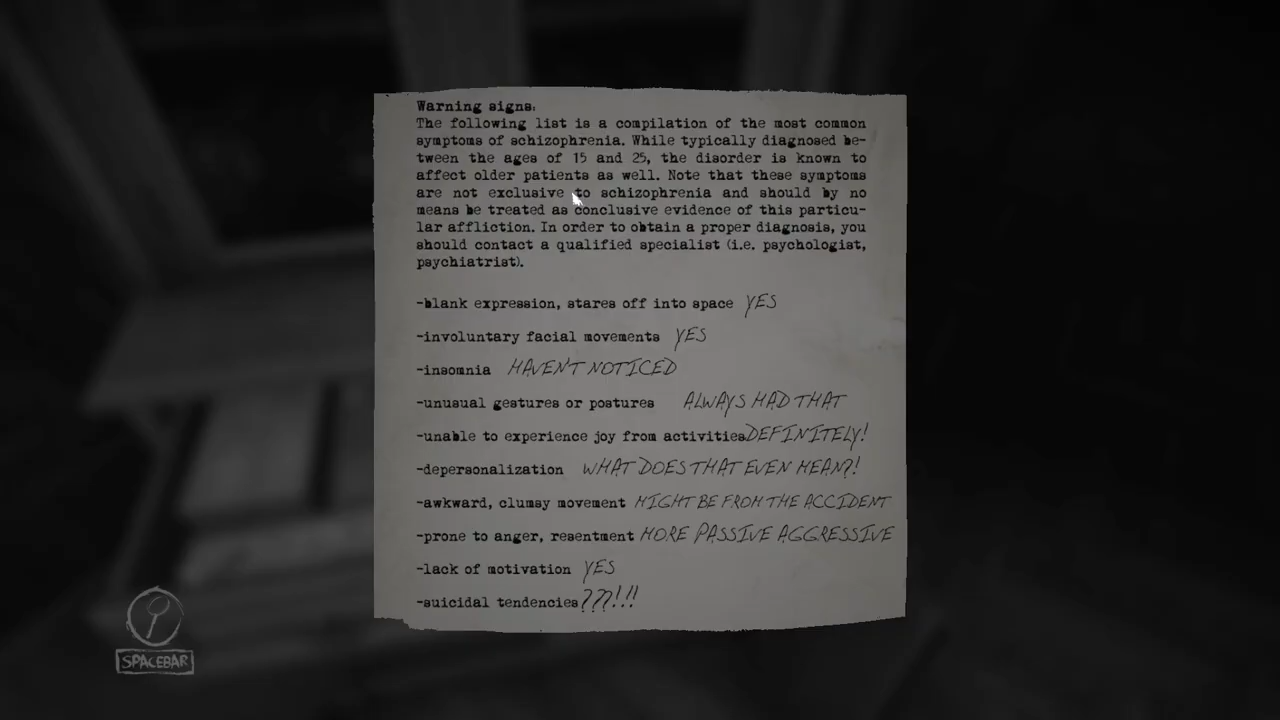 Warning signs:
The following list is a compilation of the most common
symptoms of schizophrenia. While typically diagnosed be-
tween the ages of 15 and 25, the disorder is known to
affect older patients as well. Note that these symptoms
are not exclusive to schizophrenia and should by no
means be treated as conclusive evidence of this particu-
lar affliction. In order to obtain a proper diagnosis, you
should contact a qualified specialist (i.e. psychologist,
psychiatrist).
-blank expression, stares off into space YES
-involuntary facial movements YES
-insomnia HAVEN'T NOTICED
-unusual gestures or postures ALWAYS HAD THAT
-unable to experience joy from activities DEFINITELY!
-depersonalization WHAT DOES THAT EVEN MEAN?!
-awkward, clumsy movement MIGHT BE FROM THE ACCIDENT
-prone to anger, resentment MORE PASSIVE AGGRESSIVE
-lack of motivation YES
-suicidal tendencies ???!!!
SPACEBAR